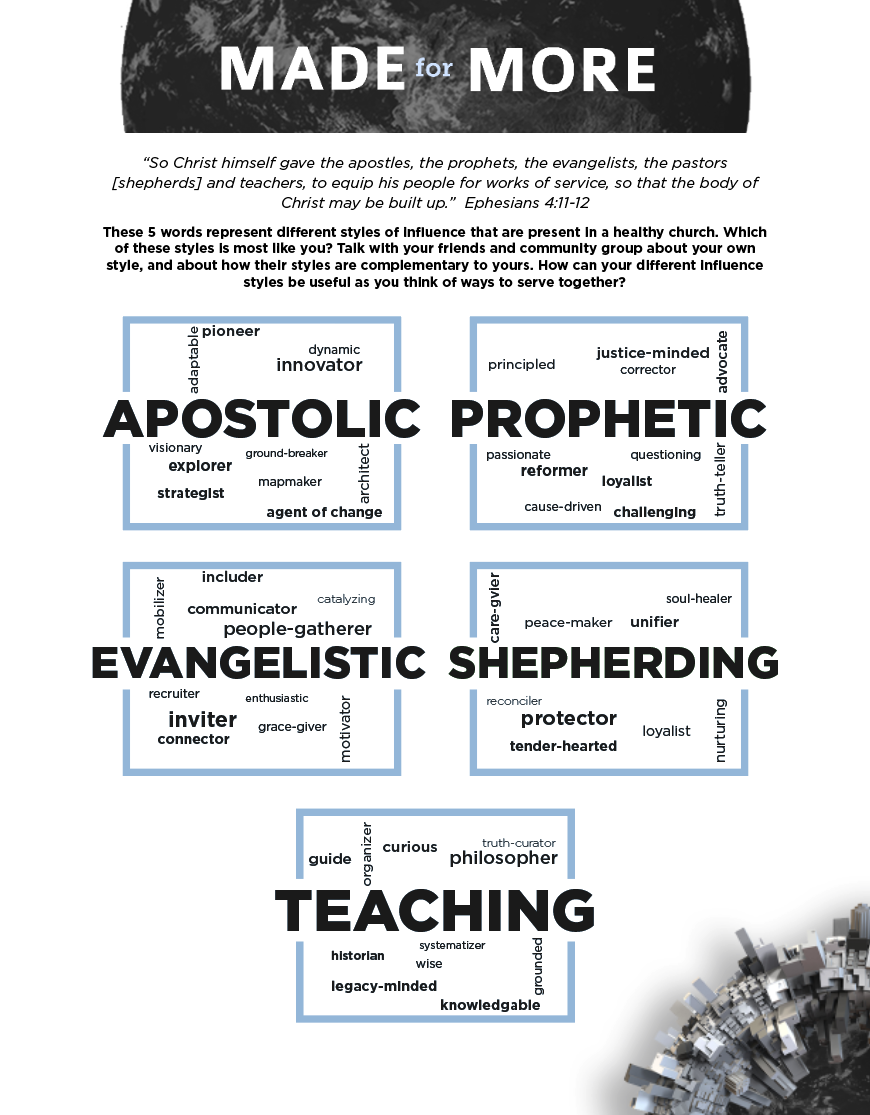 MADE for MORE
“So Christ himself gave the apostles, the prophets, the evangelists, the pastors
[shepherds] and teachers, to equip his people for works of service, so that the body of
Christ may be built up.” Ephesians 4:11-12
These 5 words represent different styles of influence that are present in a healthy church. Which
of these styles is most like you? Talk with your friends and community group about your own
style, and about how their styles are complementary to yours. How can your different influence
styles be useful as you think of ways to serve together?
adaptable
pioneer
dynamic
innovator
APOSTOLIC
visionary
ground-breaker
explorer
architect
mapmaker
strategist
agent of change
principled
justice-minded
corrector
advocate
PROPHETIC
passionate
questioning
reformer
loyalist
truth-teller
cause-driven
challenging
mobilizer
includer
catalyzing
communicator
people-gatherer
EVANGELISTIC
recruiter
enthusiastic
inviter
grace-giver
motivator
connector
care-gvier
soul-healer
peace-maker
unifier
SHEPHERDING
reconciler
protector
loyalist
nurturing
tender-hearted
guide
organizer
curious
truth-curator
philosopher
TEACHING
historian
systematizer
wise
grounded
legacy-minded
knowledgable